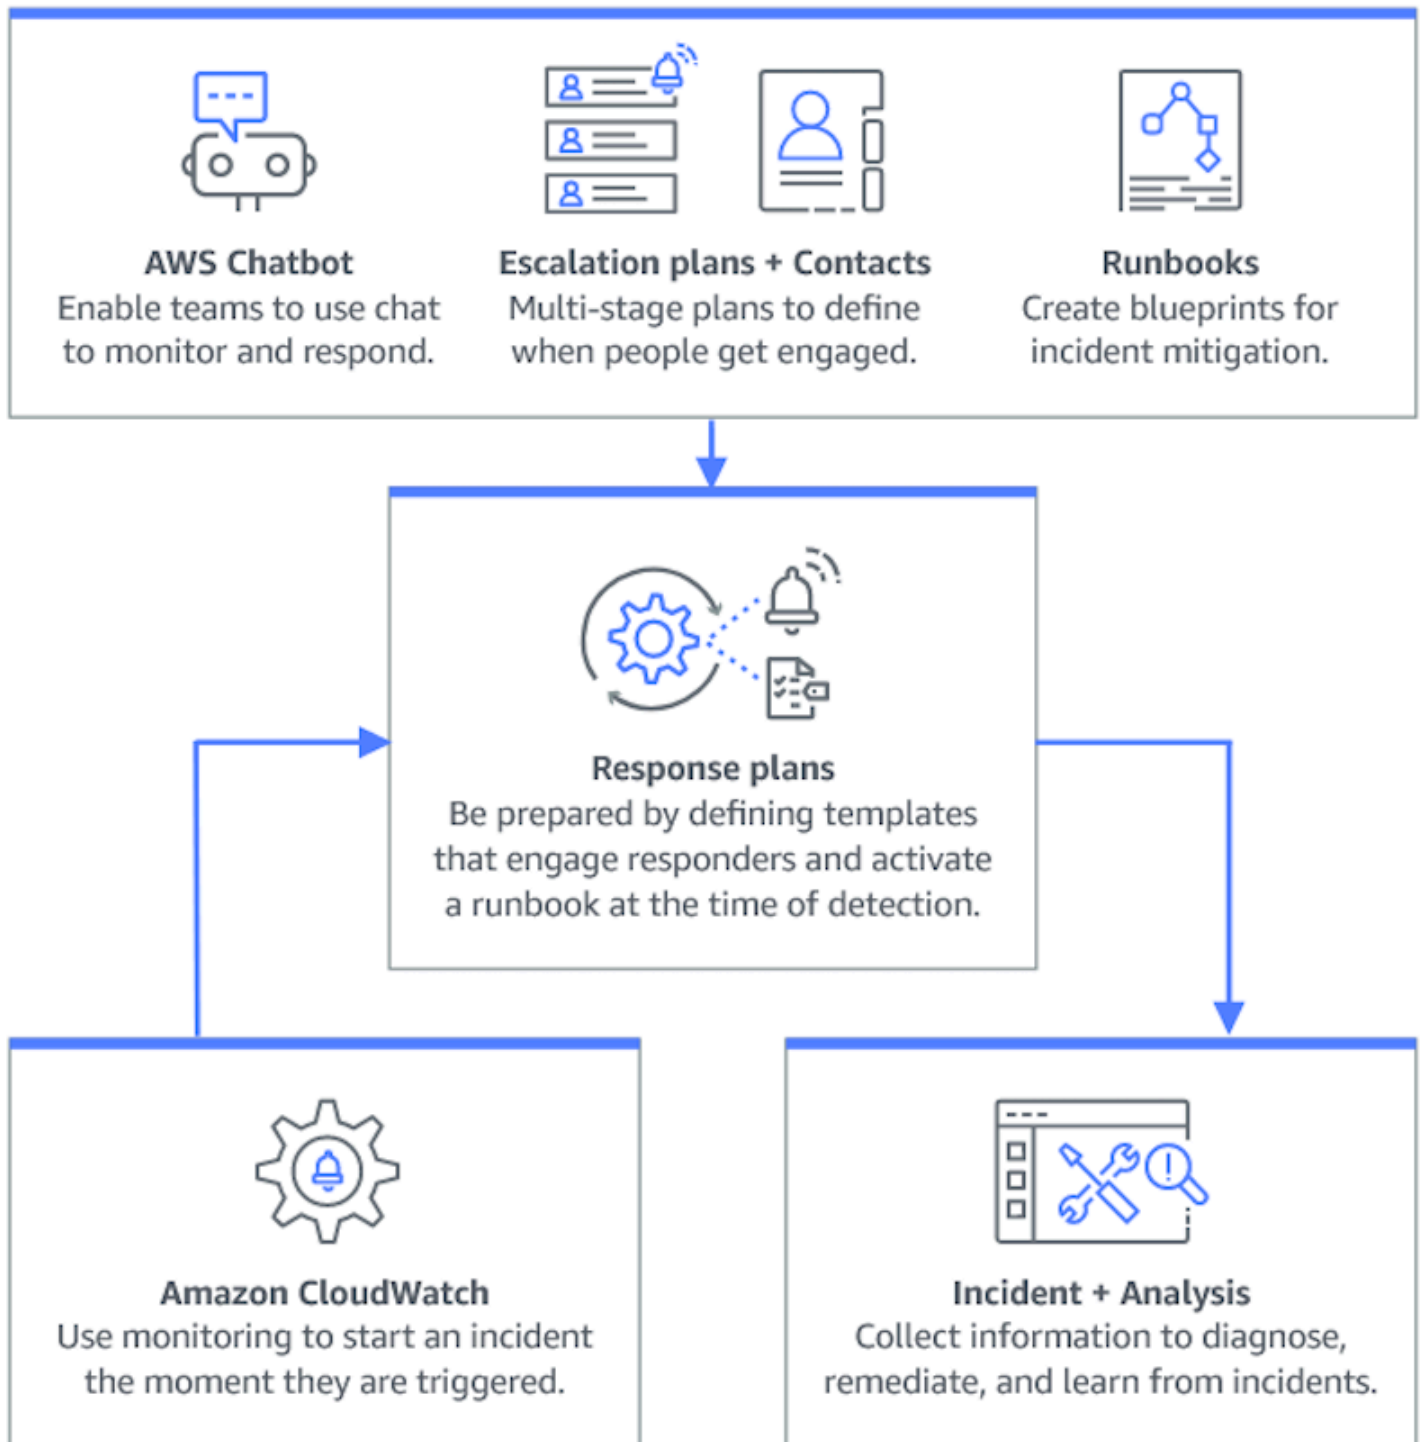 AWS Chatbot
Enable teams to use chat
to monitor and respond.
Escalation plans + Contacts
Multi-stage plans to define
when people get engaged.
Runbooks
Create blueprints for
incident mitigation.
Response plans
Be prepared by defining templates
that engage responders and activate
a runbook at the time of detection.
Amazon CloudWatch
Use monitoring to start an incident
the moment they are triggered.
Incident + Analysis
Collect information to diagnose,
remediate, and learn from incidents.